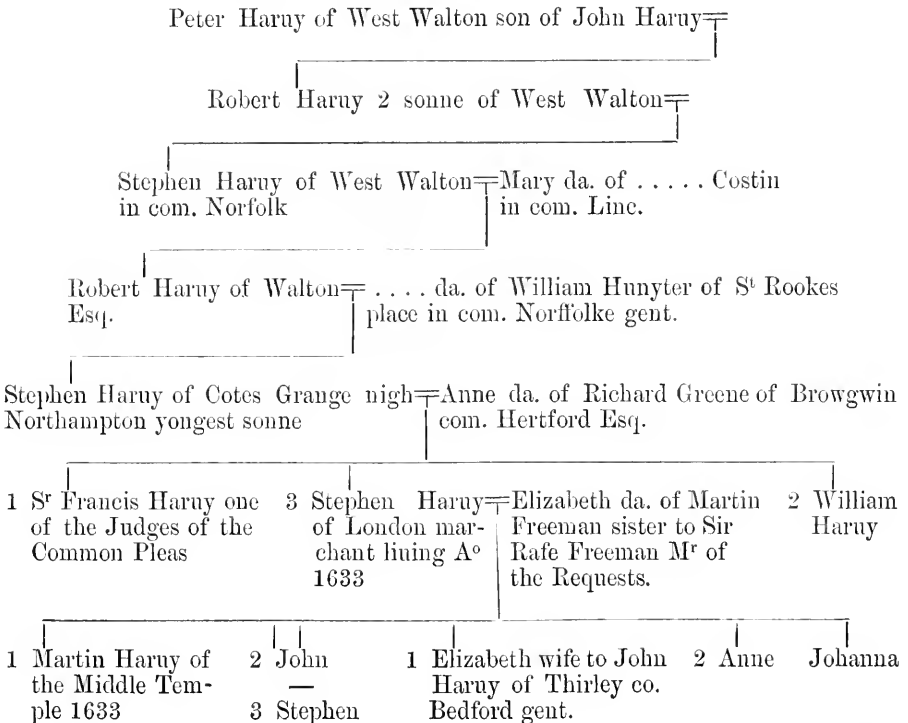 Peter Haruy of West Walton son of John Haruy
Robert Haruy 2 sonne of West Walton
Stephen Haruy of West Walton
in com. Norfolk
Mary da. of ..... Costin
in com. Linc.
Robert Haruy of Walton
Esq.
.... da. of William Hunyter of St Rookes
place in com. Norffolke gent.
Stephen Haruy of Cotes Grange nigh
Northampton yongest sonne
Anne da. of Richard Greene of Browgwin
com. Hertford Esq.
1 Sr Francis Haruy one
of the Judges of the
Common Pleas
3 Stephen Haruy
of London mar-
chant liuing Ao
1633
Elizabeth da. of Martin
Freeman sister to Sir
Rafe Freeman Mr of
the Requests.
2 William
Haruy
1 Martin Haruy of
the Middle Tem-
ple 1633
2 John
—
3 Stephen
1 Elizabeth wife to John
Haruy of Thirley co.
Bedford gent.
2 Anne
Johanna